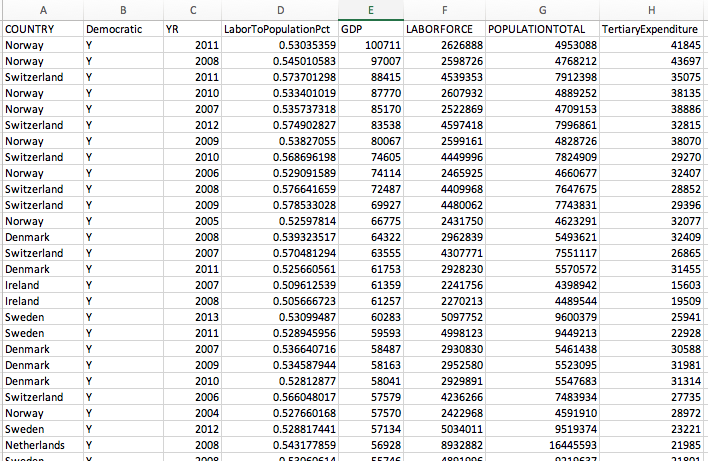 A B C D E F G H
COUNTRY Democratic YR LaborToPopulationPct GDP LABORFORCE POPULATIONTOTAL TertiaryExpenditure
Norway Y 2011 0.53035359 100711 2626888 4953088 41845
Norway Y 2008 0.545010583 97007 2598726 4768212 43697
Switzerland Y 2011 0.573701298 88415 4539353 7912398 35075
Norway Y 2010 0.533401019 87770 2607932 4889252 38135
Norway Y 2007 0.535737318 85170 2522869 4709153 38886
Switzerland Y 2012 0.574902827 83538 4597418 7996861 32815
Norway Y 2009 0.53827055 80067 2599161 4828726 38070
Switzerland Y 2010 0.568696198 74605 4449996 7824909 29270
Norway Y 2006 0.529091589 74114 2465925 4660677 32407
Switzerland Y 2008 0.576641659 72487 4409968 7647675 28852
Switzerland Y 2009 0.578533028 69927 4480062 7743831 29396
Norway Y 2005 0.52597814 66775 2431750 4623291 32077
Denmark Y 2008 0.539323517 64322 2962839 5493621 32409
Switzerland Y 2007 0.570481294 63555 4307771 7551117 26865
Denmark Y 2011 0.525660561 61753 2928230 5570572 31455
Ireland Y 2007 0.509612539 61359 2241756 4398942 15603
Ireland Y 2008 0.505666723 61257 2270213 4489544 19509
Sweden Y 2013 0.53099487 60283 5097752 9600379 25941
Sweden Y 2011 0.528945956 59593 4998123 9449213 22928
Denmark Y 2007 0.536640716 58487 2930830 5461438 30588
Denmark Y 2009 0.534587944 58163 2952580 5523095 31981
Denmark Y 2010 0.52812877 58041 2929891 5547683 31314
Switzerland Y 2006 0.566048017 57579 4236266 7483934 27735
Norway Y 2004 0.527660168 57570 2422968 4591910 28972
Sweden Y 2012 0.528817441 57134 5034011 9519374 23221
Netherlands Y 2008 0.543177859 56928 8932882 16445593 21985
Sweden Y 2008